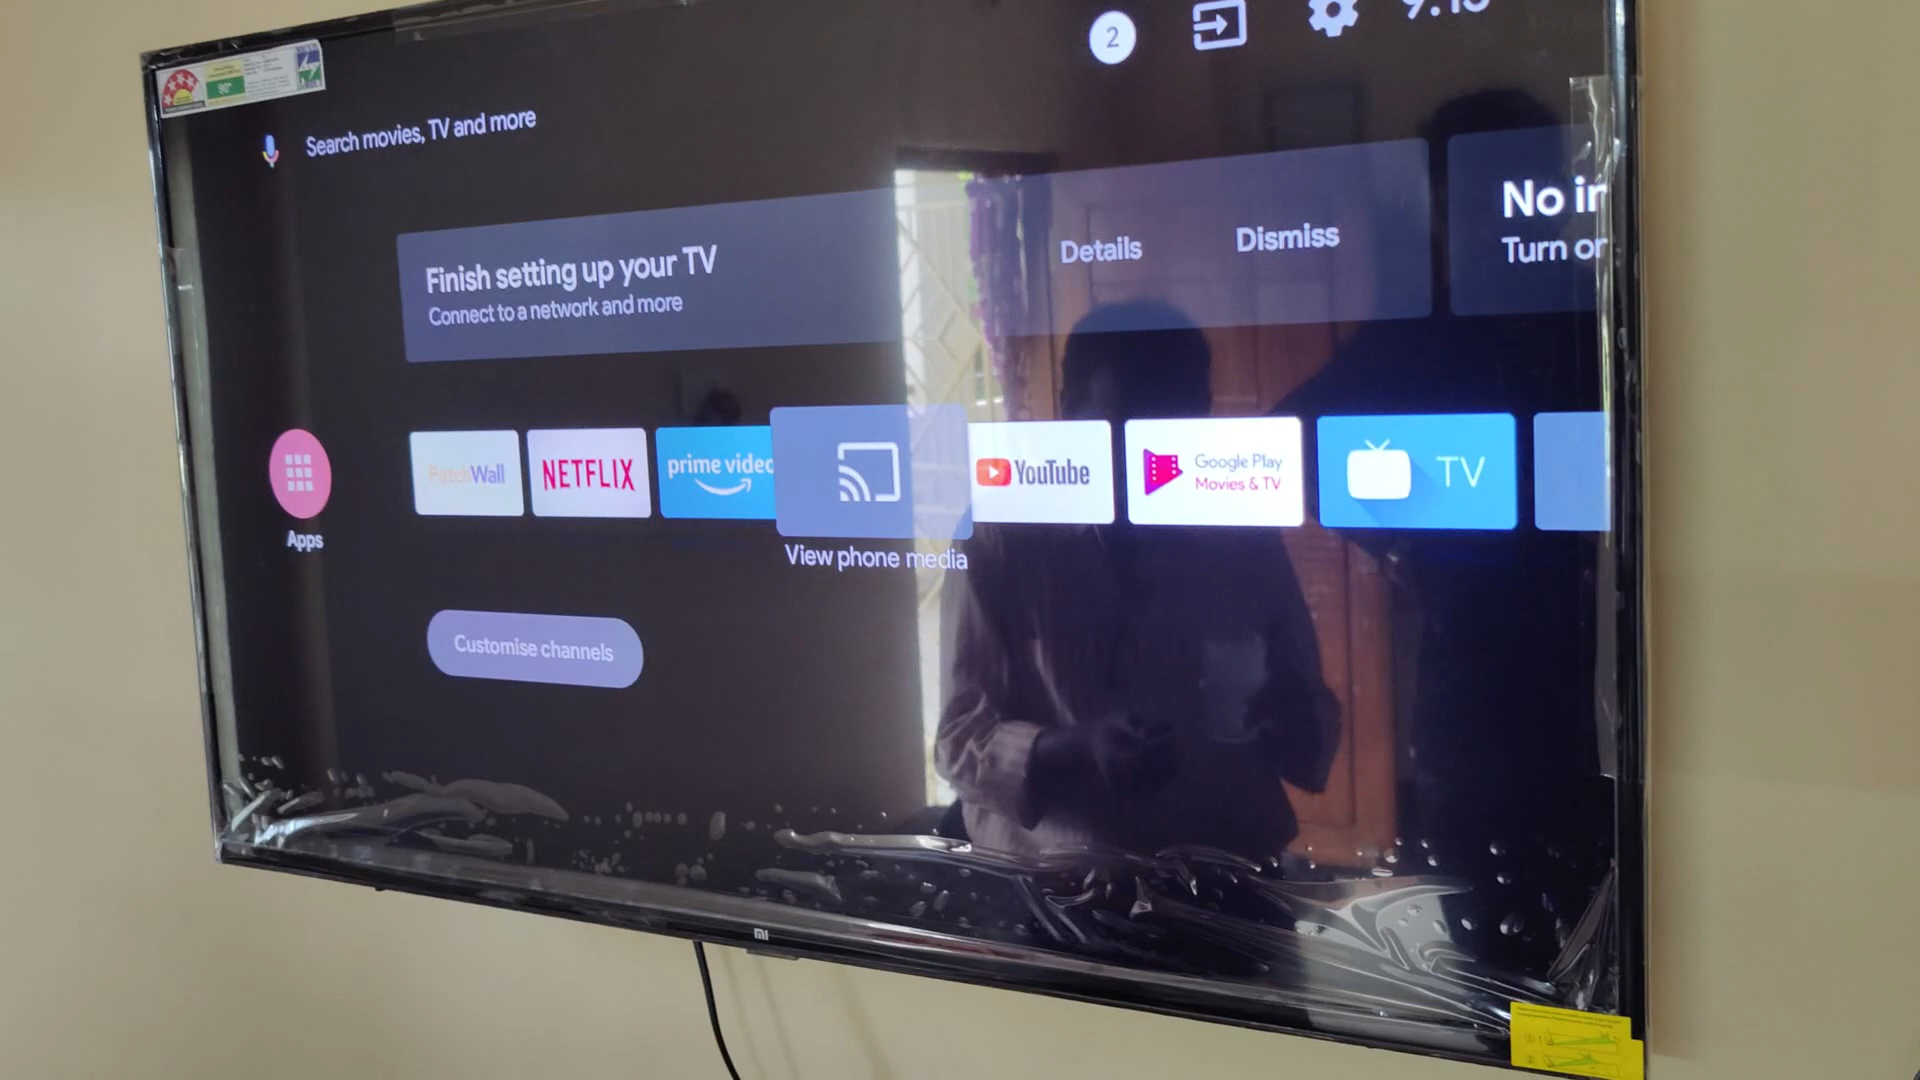 2
Search movies, TV and more
Finish setting up your TV
Connect to a network and more
Details
Dismiss
No in
Turn or
PatchWall
NETFLIX
prime video
YouTube
Google Play
Movies & TV
TV
Apps
View phone media
Customise channels
mi